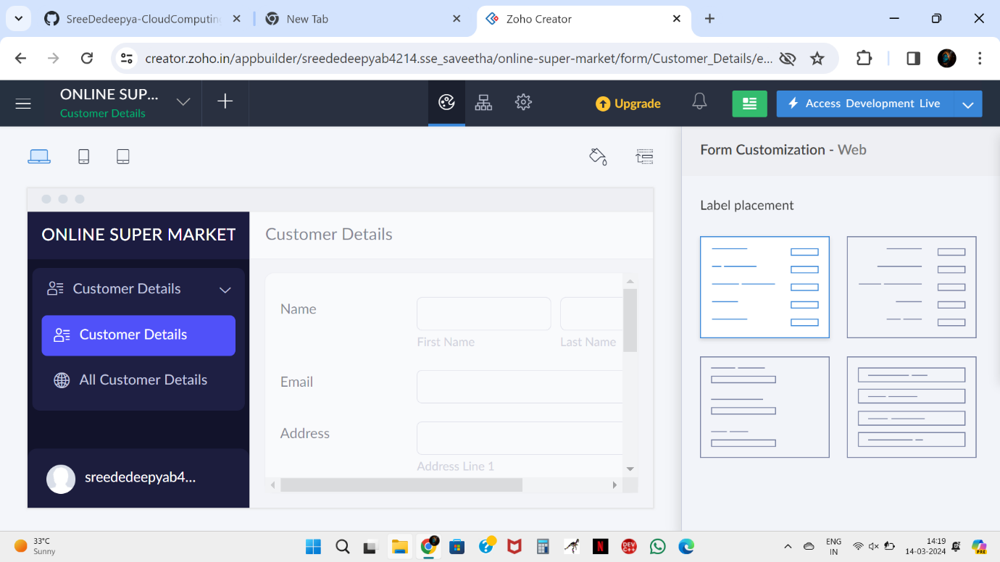 SreeDedeepya-CloudComputing
New Tab
Zoho Creator
creator.zoho.in/appbuilder/sreededeepyab4214.sse_saveetha/online-super-market/form/Customer_Details/e...
ONLINE SUP...
Customer Details
Upgrade
Access Development Live
Form Customization - Web
Label placement
ONLINE SUPER MARKET
Customer Details
Customer Details
Customer Details
All Customer Details
sreededeepyab4...
Name
First Name
Last Name
Email
Address
Address Line 1
33°C
Sunny
N
DEV
C++
ENG
IN
14:19
14-03-2024
PRE